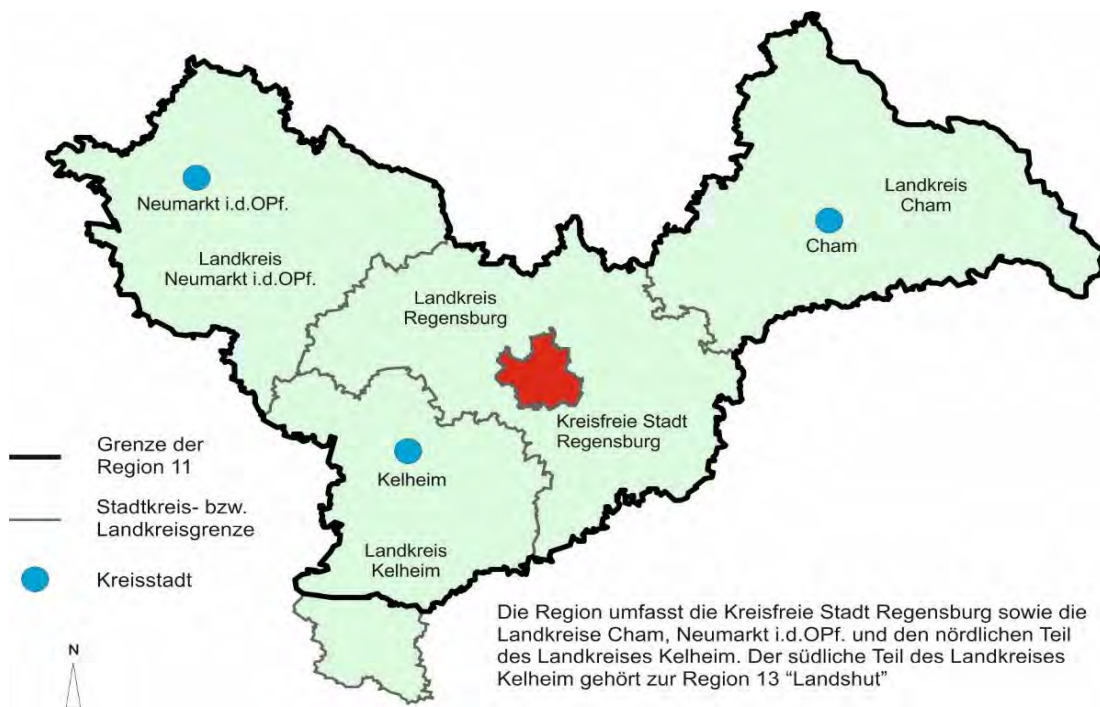 Neumarkt i.d.OPf.
Landkreis
Neumarkt i.d.OPf.
Landkreis
Cham
Cham
Landkreis
Regensburg
Kreisfreie Stadt
Regensburg
Kelheim
Landkreis
Kelheim
Grenze der
Region 11
Stadtkreis- bzw.
Landkreisgrenze
Kreisstadt
N
Die Region umfasst die Kreisfreie Stadt Regensburg sowie die
Landkreise Cham, Neumarkt i.d.OPf. und den nördlichen Teil
des Landkreises Kelheim. Der südliche Teil des Landkreises
Kelheim gehört zur Region 13 "Landshut"